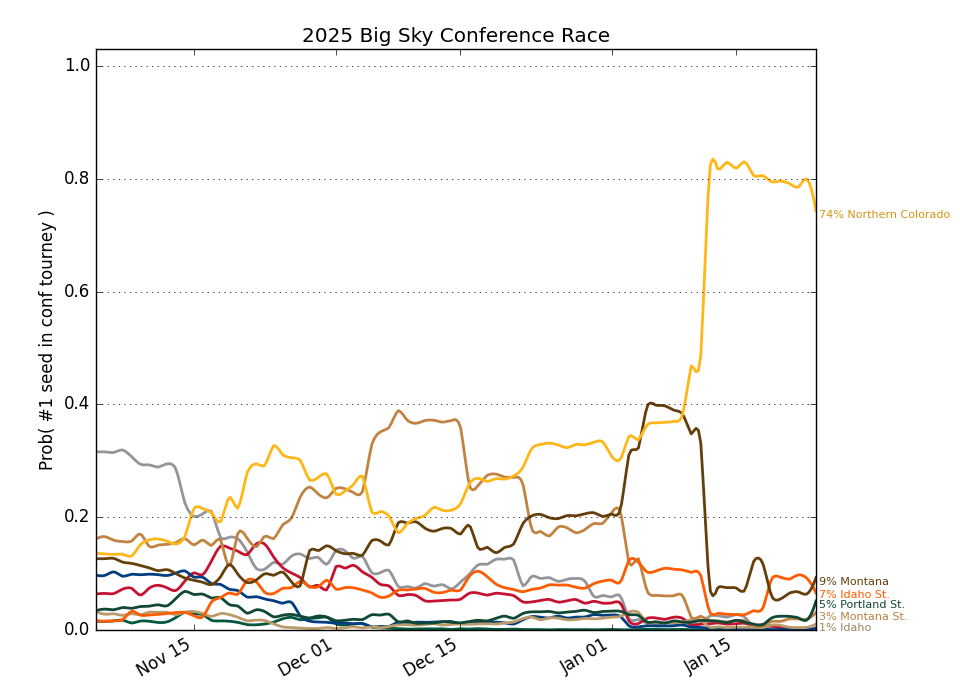 2025 Big Sky Conference Race
1.0
0.8
0.6
0.4
0.2
0.0
Prob( #1 seed in conf tourney )
Nov 15
Dec 01
Dec 15
Jan 01
Jan 15
74% Northern Colorado
9% Montana
7% Idaho St.
5% Portland St.
3% Montana St.
1% Idaho